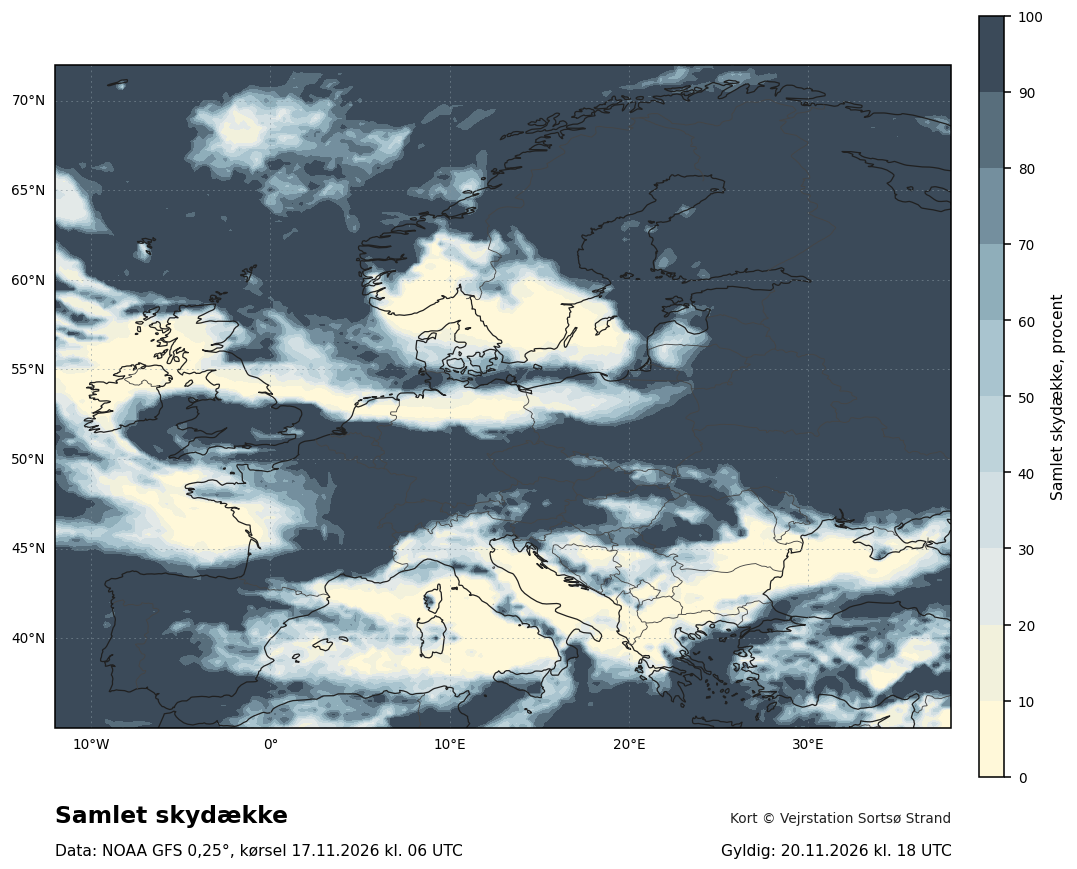 70°N
65°N
60°N
55°N
50°N
45°N
40°N
10°W
0°
10°E
20°E
30°E
100
90
80
70
60
50
40
30
20
10
0
Samlet skydække, procent
Samlet skydække
Kort © Vejrstation Sortsø Strand
Data: NOAA GFS 0,25°, kørsel 17.11.2026 kl. 06 UTC
Gyldig: 20.11.2026 kl. 18 UTC